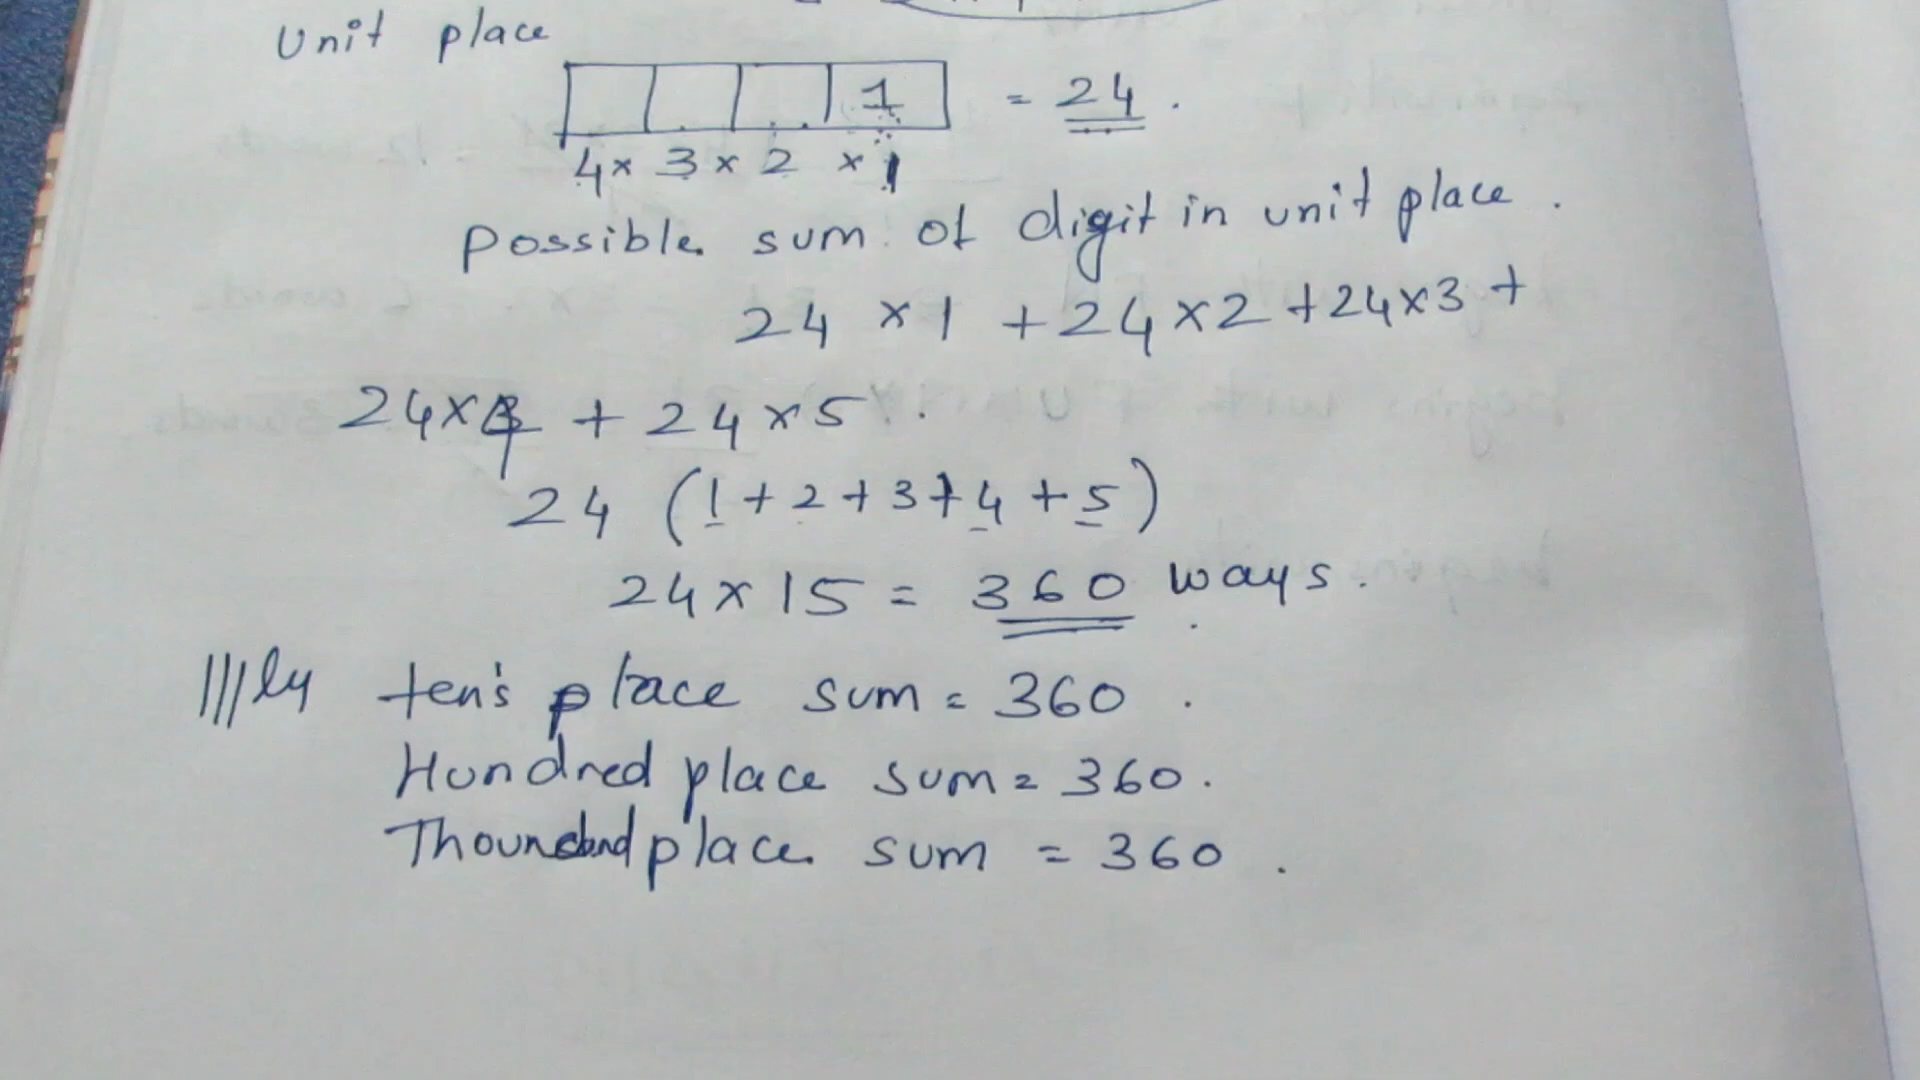 Unit place
1 = 24.
4 × 3 × 2 × 1
possible sum of digit in unit place.
24 × 1 + 24 × 2 + 24 × 3 +
24 × 4 + 24 × 5.
24 (1 + 2 + 3 + 4 + 5)
24 × 15 = 360 ways.
|||ly ten's place sum = 360.
Hundred place sum = 360.
place sum = 360.